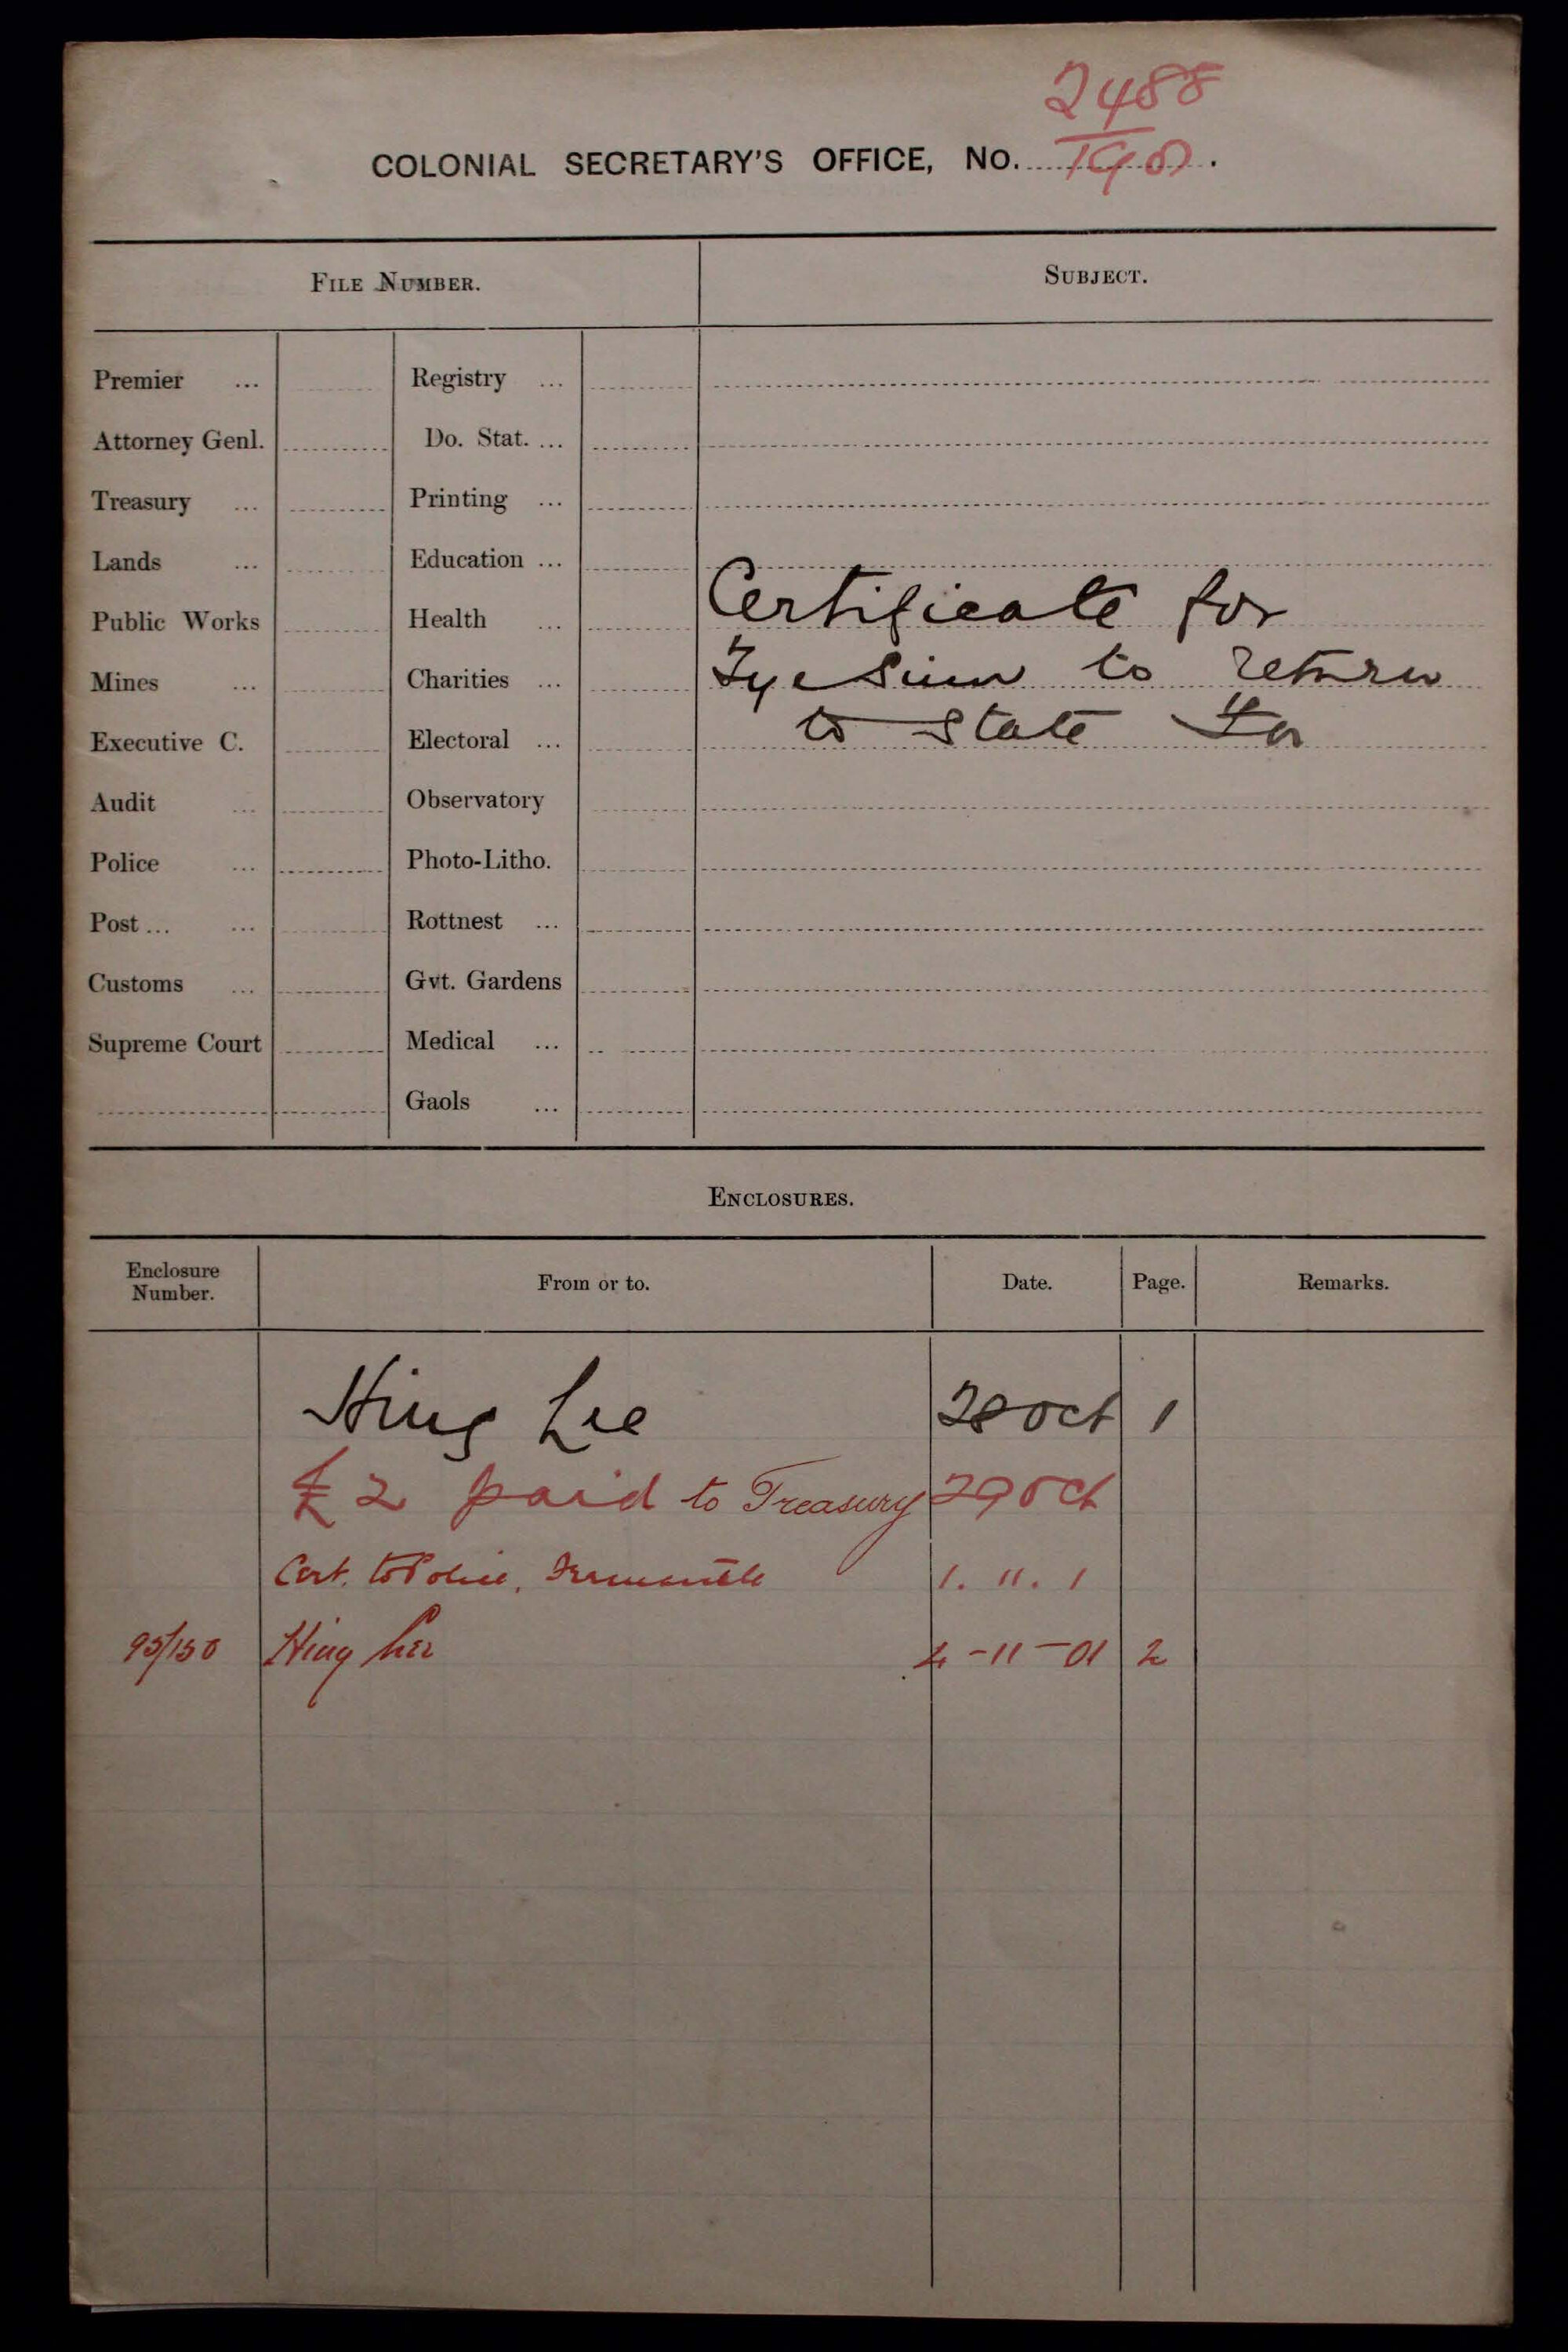 2488
COLONIAL SECRETARY'S OFFICE, NO. 1901.
FILE NUMBER.
SUBJECT.
Premier ... Registry ...
Attorney Genl. Do. Stat. ...
Treasury ... Printing ...
Lands ... Education ...
Public Works Health ... Certificate for
Mines ... Charities ... Sinn to return
Executive C. Electoral ... to State
Audit ... Observatory
Police ... Photo-Litho.
Post ... ... Rottnest ...
Customs ... Gvt. Gardens
Supreme Court Medical ...
Gaols ...
ENCLOSURES.
Enclosure Number. From or to. Date. Page. Remarks.
Hing Lee 28 Oct 1
£2 paid to Treasury 29 Oct
Cert. to Police, Fremantle 1. 11. 1
95/150 Hing Lee 4-11-01 2